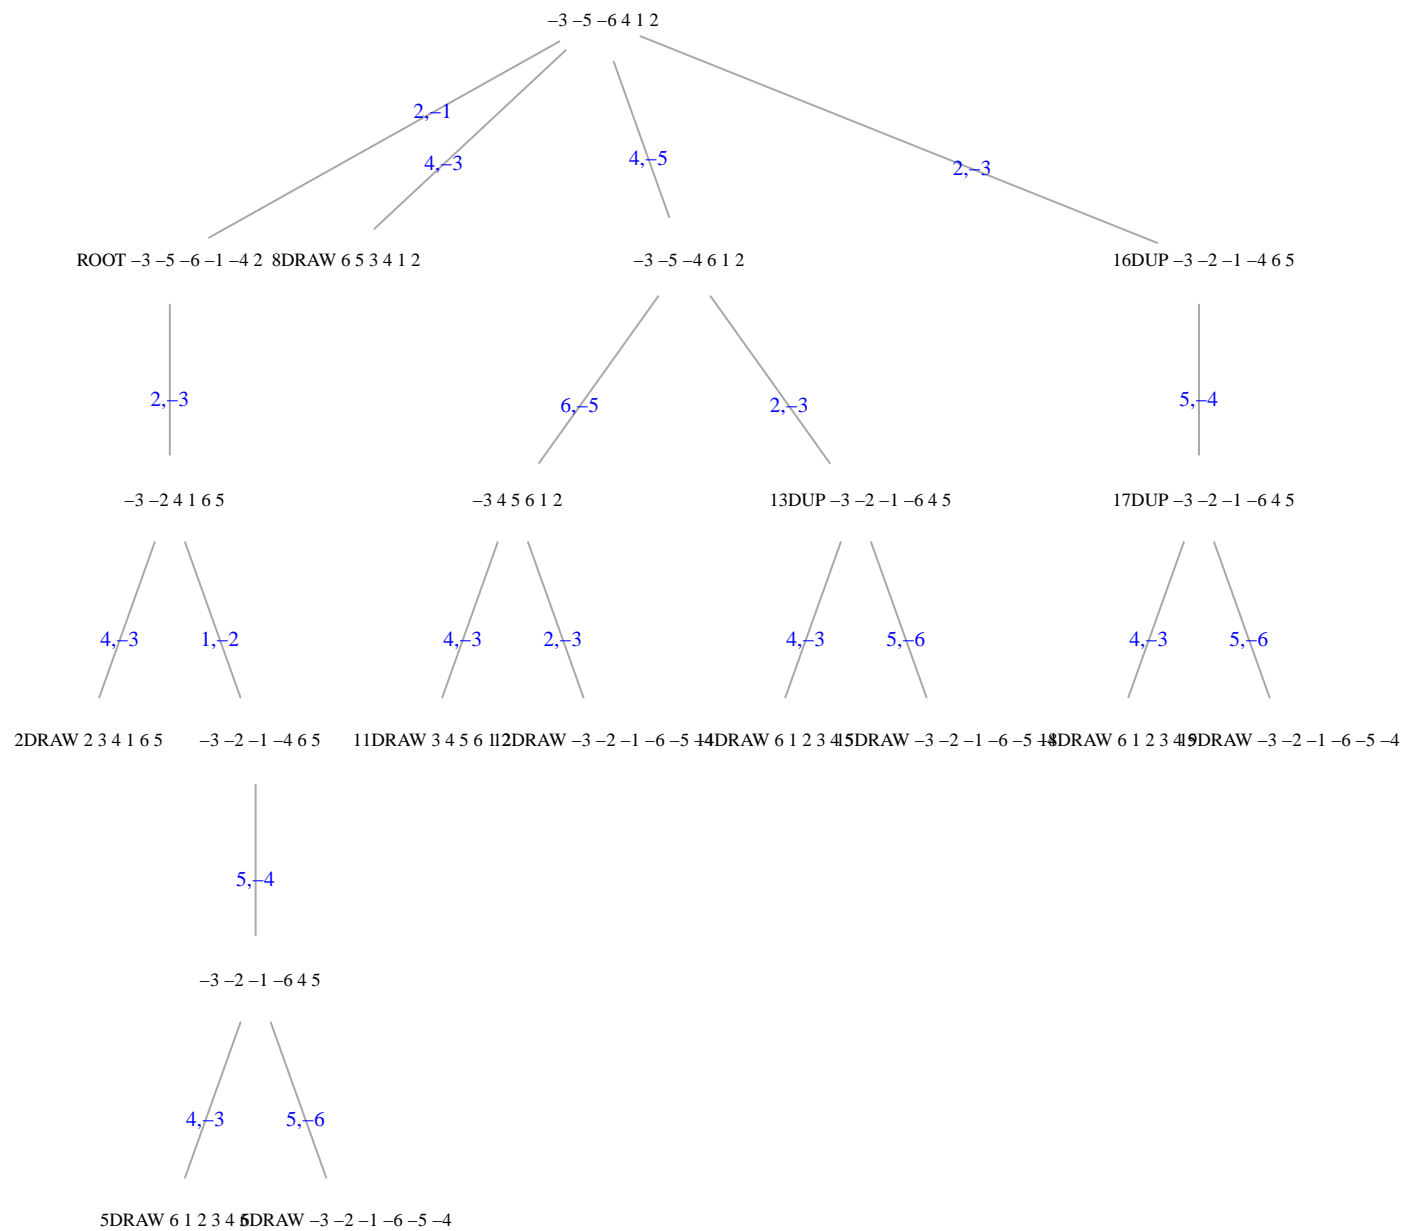 –3 –5 –6 4 1 2
2,–1
4,–3
4,–5
2,–3
ROOT –3 –5 –6 –1 –4 2 8DRAW 6 5 3 4 1 2 –3 –5 –4 6 1 2 16DUP –3 –2 –1 –4 6 5
2,–3 6,–5 2,–3 5,–4
–3 –2 4 1 6 5 –3 4 5 6 1 2 13DUP –3 –2 –1 –6 4 5 17DUP –3 –2 –1 –6 4 5
4,–3 1,–2 4,–3 2,–3 4,–3 5,–6 4,–3 5,–6
2DRAW 2 3 4 1 6 5 –3 –2 –1 –4 6 5 11DRAW 3 4 5 6 1 2 12DRAW –3 –2 –1 –6 –5 –4 14DRAW 6 1 2 3 4 5 15DRAW –3 –2 –1 –6 –5 –4 18DRAW 6 1 2 3 4 5 19DRAW –3 –2 –1 –6 –5 –4
5,–4
–3 –2 –1 –6 4 5
4,–3 5,–6
5DRAW 6 1 2 3 4 5 6DRAW –3 –2 –1 –6 –5 –4